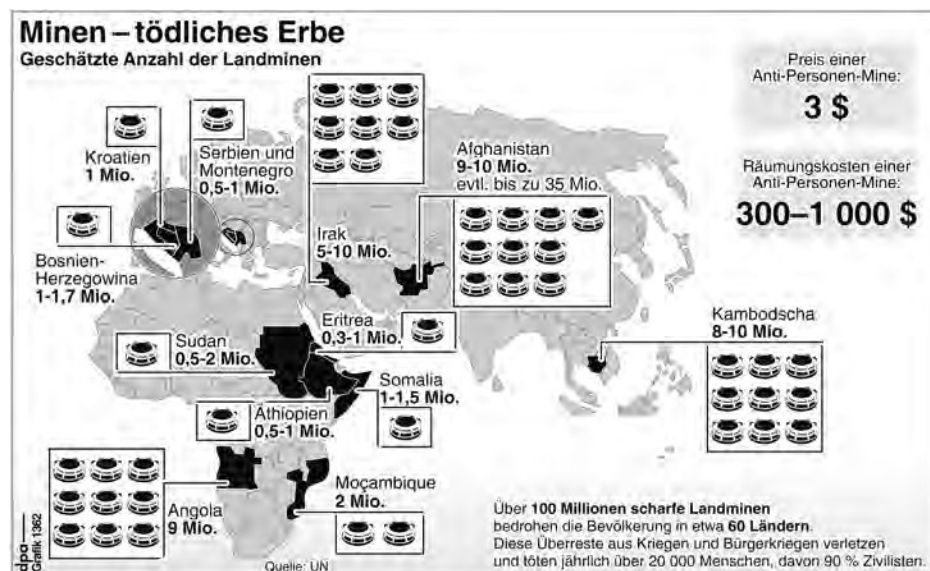 Minen – tödliches Erbe
Geschätzte Anzahl der Landminen
Preis einer
Anti-Personen-Mine:
3 $
Räumungskosten einer
Anti-Personen-Mine:
300–1 000 $
Kroatien
1 Mio.
Serbien und
Montenegro
0,5-1 Mio.
Bosnien-
Herzegowina
1-1,7 Mio.
Irak
5-10 Mio.
Afghanistan
9-10 Mio.
evtl. bis zu 35 Mio.
Kambodscha
8-10 Mio.
Sudan
0,5-2 Mio.
Eritrea
0,3-1 Mio.
Somalia
1-1,5 Mio.
Äthiopien
0,5-1 Mio.
Angola
9 Mio.
Moçambique
2 Mio.
Über 100 Millionen scharfe Landminen
bedrohen die Bevölkerung in etwa 60 Ländern.
Diese Überreste aus Kriegen und Bürgerkriegen verletzen
und töten jährlich über 20 000 Menschen, davon 90 % Zivilisten.
Quelle: UN
dpa
Grafik 1362